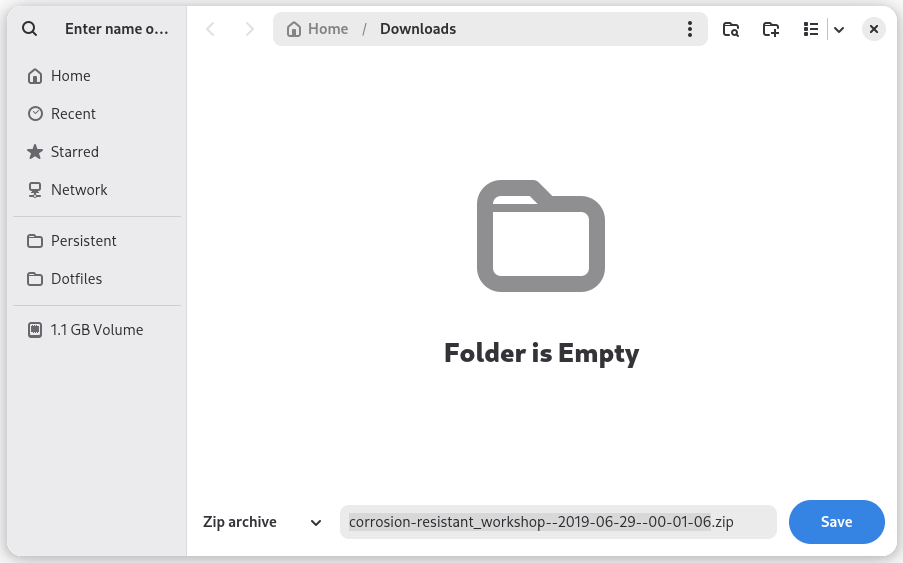 Enter name o...
Home / Downloads
Home
Recent
Starred
Network
Persistent
Dotfiles
1.1 GB Volume
Folder is Empty
Zip archive
corrosion-resistant_workshop--2019-06-29--00-01-06.zip
Save